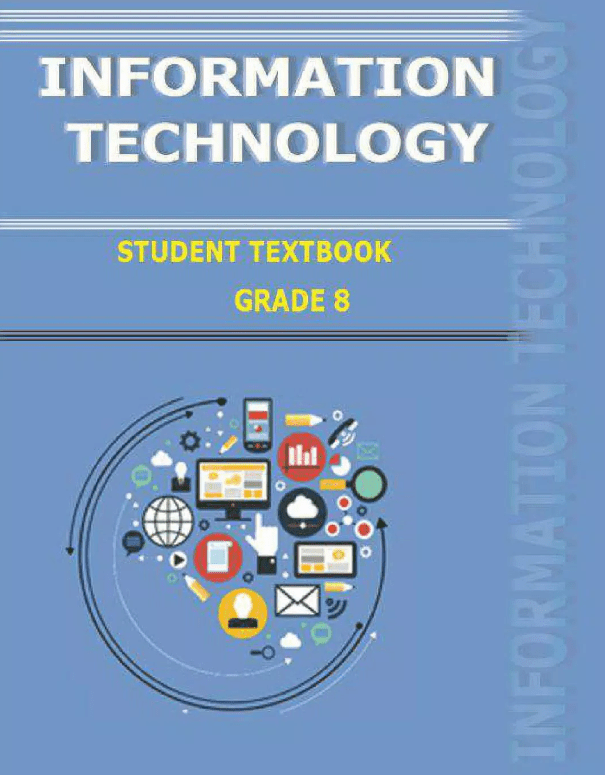 INFORMATION
TECHNOLOGY
STUDENT TEXTBOOK
GRADE 8
INFORMATION TECHNOLOGY